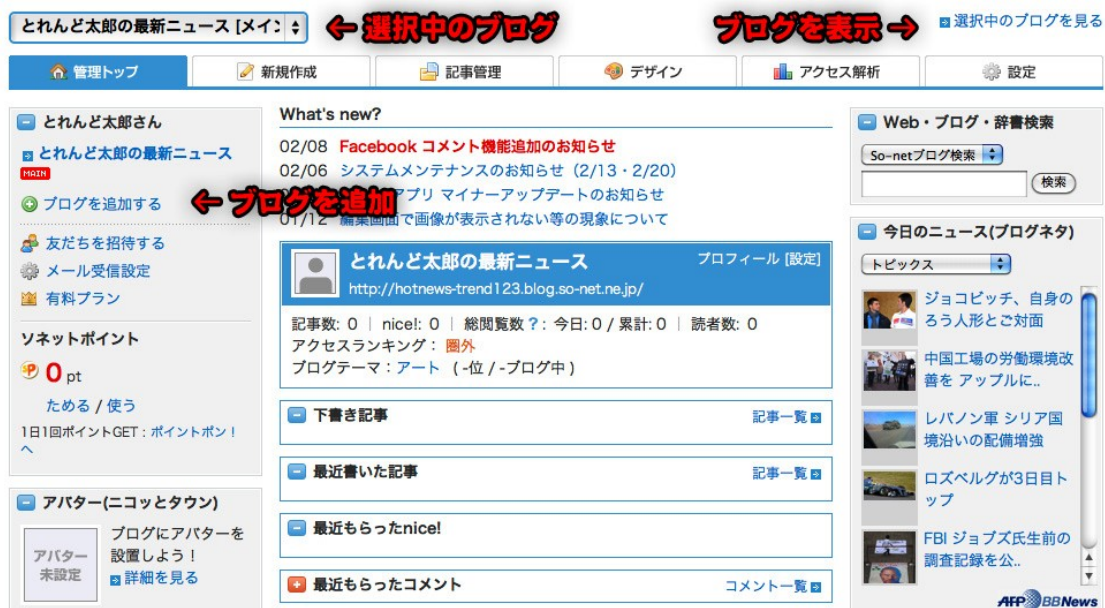 とれんど太郎の最新ニュース [メイン
← 選択中のブログ
ブログを表示 →
選択中のブログを見る
管理トップ
新規作成
記事管理
デザイン
アクセス解析
設定
とれんど太郎さん
とれんど太郎の最新ニュース
MAIN
ブログを追加する
← ブログを追加
友だちを招待する
メール受信設定
有料プラン
ソネットポイント
0 pt
ためる / 使う
1日1回ポイントGET : ポイントポン!
へ
アバター(ニコッとタウン)
アバター
未設定
ブログにアバターを
設置しよう!
詳細を見る
What's new?
02/08 Facebook コメント機能追加のお知らせ
02/06 システムメンテナンスのお知らせ(2/13・2/20)
アプリ マイナーアップデートのお知らせ
01/12 編集画面で画像が表示されない等の現象について
とれんど太郎の最新ニュース
プロフィール [設定]
http://hotnews-trend123.blog.so-net.ne.jp/
記事数: 0 | nice!: 0 | 総閲覧数 ? : 今日: 0 / 累計: 0 | 読者数: 0
アクセスランキング : 圏外
ブログテーマ : アート ( -位 / -ブログ中 )
下書き記事
記事一覧
最近書いた記事
記事一覧
最近もらったnice!
最近もらったコメント
コメント一覧
Web・ブログ・辞書検索
So-netブログ検索
検索
今日のニュース(ブログネタ)
トピックス
ジョコビッチ、自身の
ろう人形とご対面
中国工場の労働環境改
善を アップルに..
レバノン軍 シリア国
境沿いの配備増強
ロズベルグが3日目ト
ップ
FBI ジョブズ氏生前の
調査記録を公..
AFP BBNews